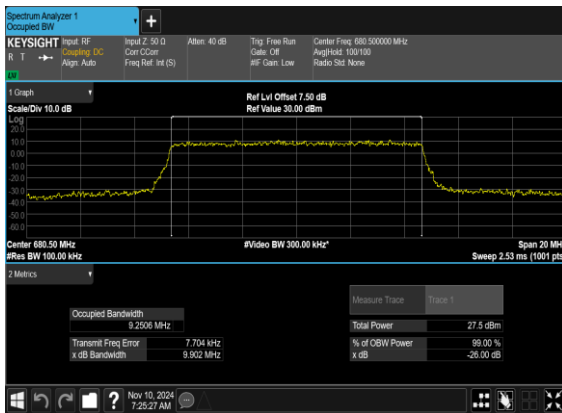 Spectrum Analyzer 1
Occupied BW
KEYSIGHT
R T
Input: RF
Coupling: DC
Align: Auto
Input Z: 50 Ω
Corr CCorr
Freq Ref: Int (S)
Atten: 40 dB
Trig: Free Run
Gate: Off
#IF Gain: Low
Center Freq: 680.500000 MHz
Avg|Hold: 100/100
Radio Std: None
1 Graph
Scale/Div 10.0 dB
Ref Lvl Offset 7.50 dB
Ref Value 30.00 dBm
Log
20.0
10.0
0.00
-10.0
-20.0
-30.0
-40.0
-50.0
-60.0
Center 680.50 MHz
#Res BW 100.00 kHz
#Video BW 300.00 kHz*
Span 20 MH
Sweep 2.53 ms (1001 pts
2 Metrics
Measure Trace Trace 1
Occupied Bandwidth
9.2506 MHz
Total Power 27.5 dBm
Transmit Freq Error 7.704 kHz
% of OBW Power 99.00 %
x dB Bandwidth 9.902 MHz
x dB -26.00 dB
?
Nov 10, 2024
7:25:27 AM